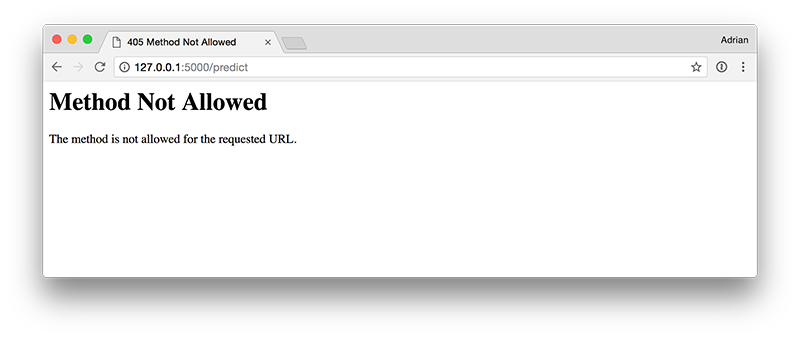 405 Method Not Allowed
Adrian
127.0.0.1:5000/predict
Method Not Allowed
The method is not allowed for the requested URL.